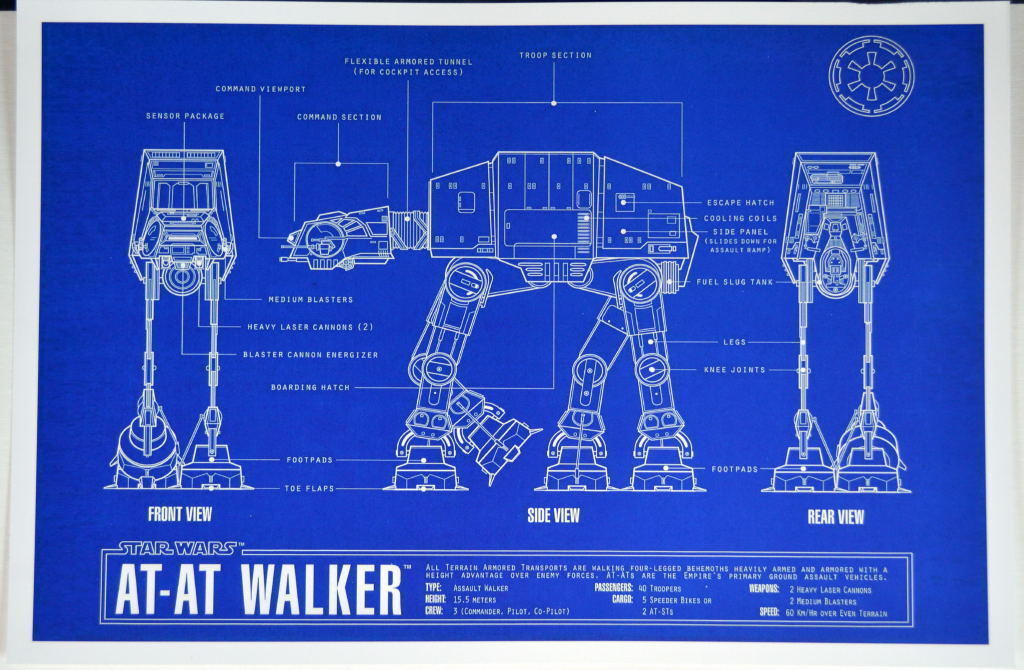 FLEXIBLE ARMORED TUNNEL
(FOR COCKPIT ACCESS)
TROOP SECTION
COMMAND VIEWPORT
SENSOR PACKAGE
COMMAND SECTION
ESCAPE HATCH
COOLING COILS
SIDE PANEL
(SLIDES DOWN FOR
ASSAULT RAMP)
FUEL SLUG TANK
MEDIUM BLASTERS
HEAVY LASER CANNONS (2)
LEGS
BLASTER CANNON ENERGIZER
KNEE JOINTS
BOARDING HATCH
FOOTPADS
FOOTPADS
TOE FLAPS
FRONT VIEW
SIDE VIEW
REAR VIEW
STAR WARS™
AT-AT WALKER™
ALL TERRAIN ARMORED TRANSPORTS ARE WALKING FOUR-LEGGED BEHEMOTHS HEAVILY ARMED AND ARMORED WITH A
HEIGHT ADVANTAGE OVER ENEMY FORCES. AT-ATS ARE THE EMPIRE'S PRIMARY GROUND ASSAULT VEHICLES.
TYPE: ASSAULT WALKER
HEIGHT: 15.5 METERS
CREW: 3 (COMMANDER, PILOT, CO-PILOT)
PASSENGERS: 40 TROOPERS
CARGO: 5 SPEEDER BIKES OR
2 AT-STS
WEAPONS: 2 HEAVY LASER CANNONS
2 MEDIUM BLASTERS
SPEED: 60 KM/HR OVER EVEN TERRAIN